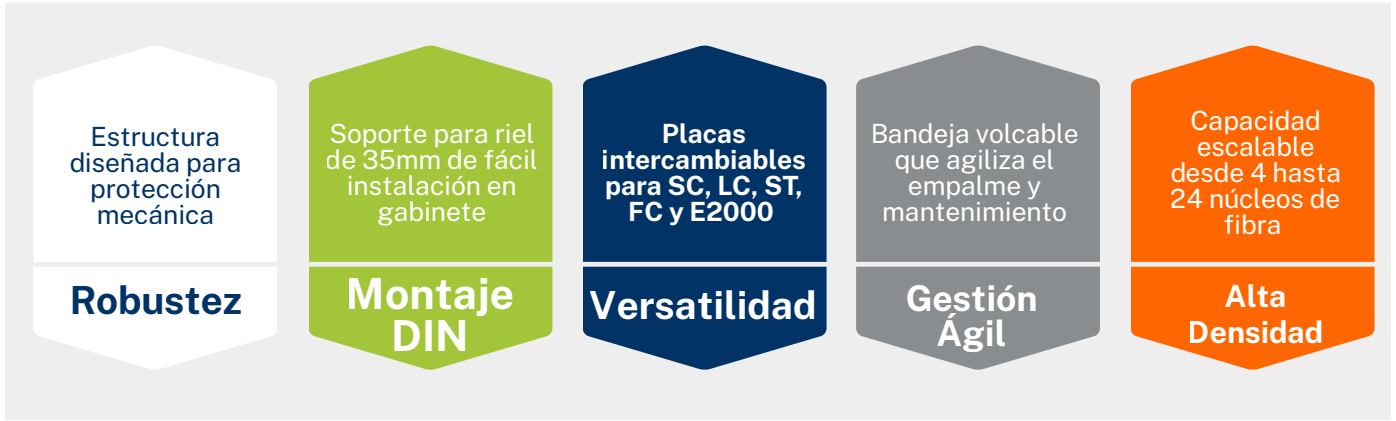 Estructura
diseñada para
protección
mecánica
Robustez
Soporte para riel
de 35mm de fácil
instalación en
gabinete
Montaje
DIN
Placas
intercambiables
para SC, LC, ST,
FC y E2000
Versatilidad
Bandeja volcable
que agiliza el
empalme y
mantenimiento
Gestión
Ágil
Capacidad
escalable
desde 4 hasta
24 núcleos de
fibra
Alta
Densidad